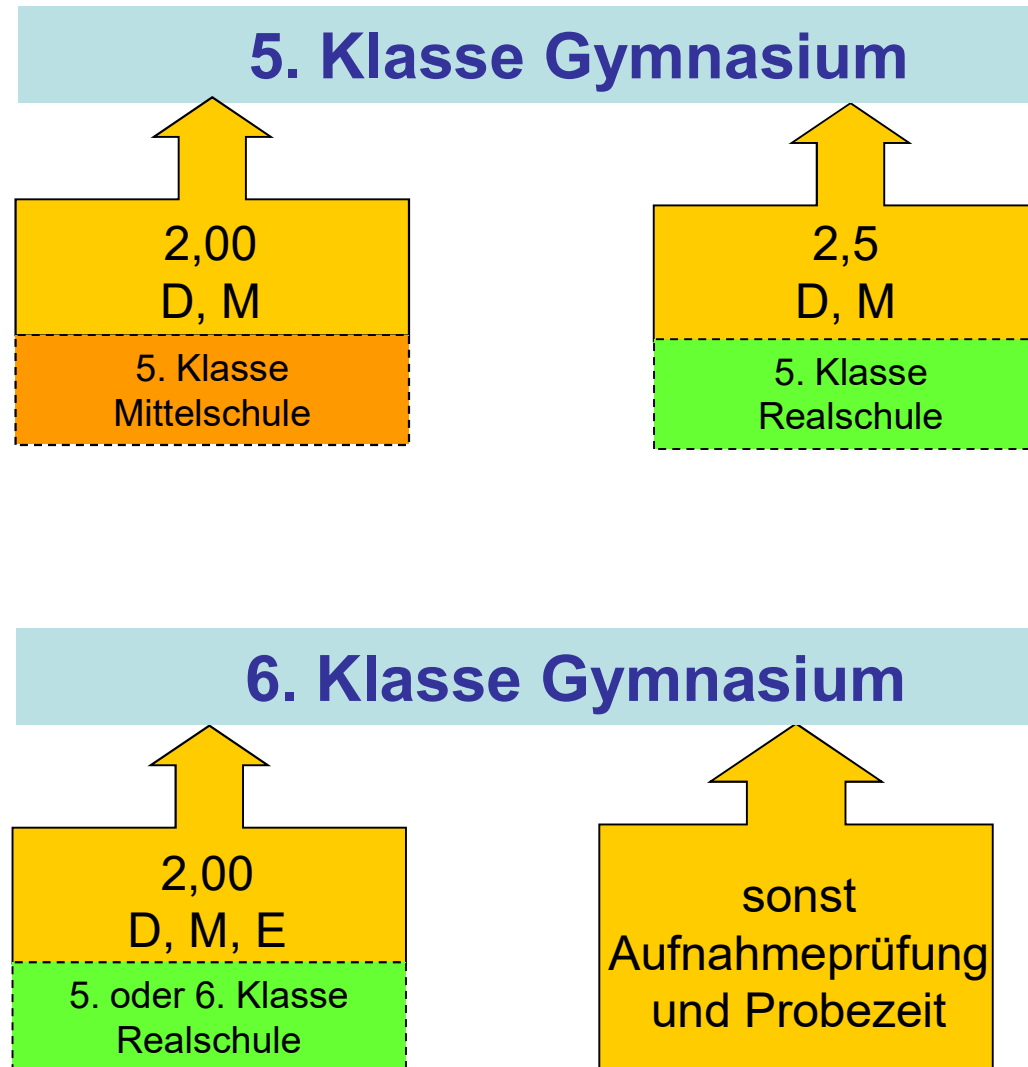 5. Klasse Gymnasium
2,00
D, M
5. Klasse
Mittelschule
2,5
D, M
5. Klasse
Realschule
6. Klasse Gymnasium
2,00
D, M, E
5. oder 6. Klasse
Realschule
sonst
Aufnahmeprüfung
und Probezeit